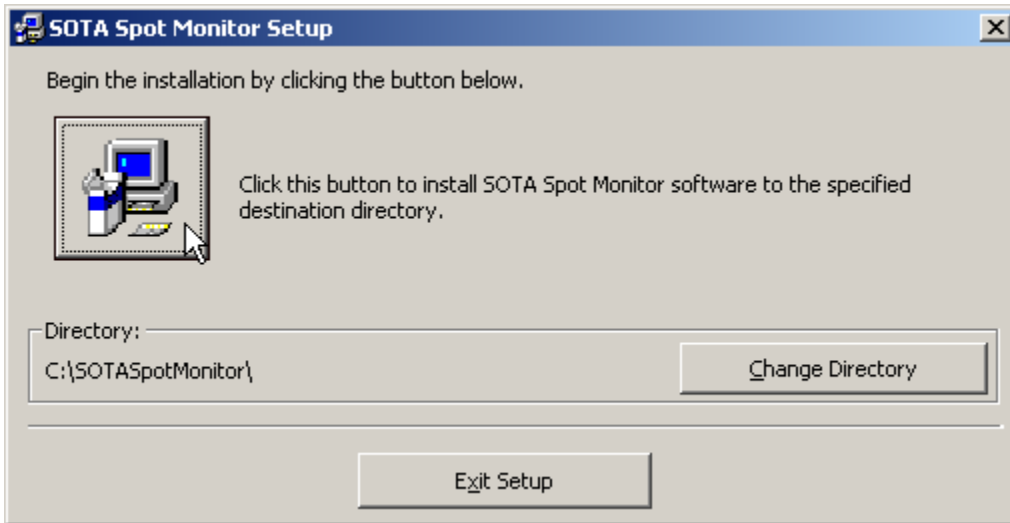 SOTA Spot Monitor Setup
Begin the installation by clicking the button below.
Click this button to install SOTA Spot Monitor software to the specified
destination directory.
Directory:
C:\SOTASpotMonitor\
Change Directory
Exit Setup